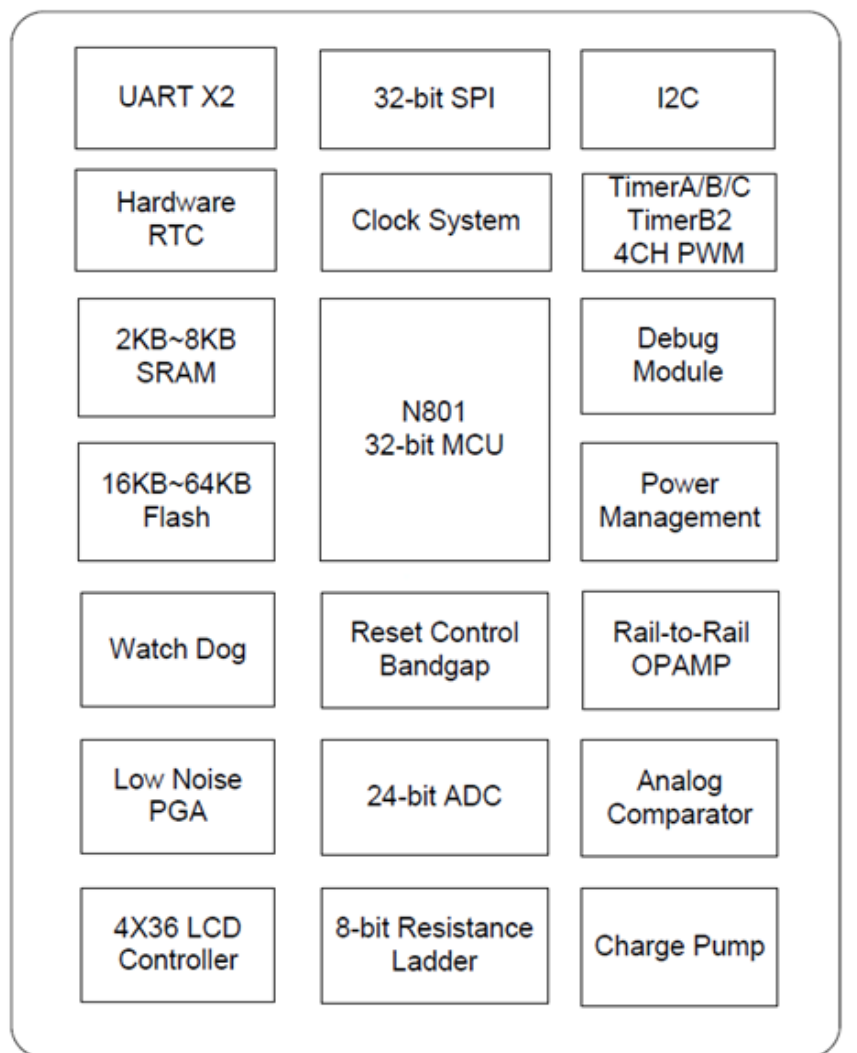 UART X2
32-bit SPI
I2C
Hardware
RTC
Clock System
TimerA/B/C
TimerB2
4CH PWM
2KB~8KB
SRAM
N801
32-bit MCU
Debug
Module
16KB~64KB
Flash
Power
Management
Watch Dog
Reset Control
Bandgap
Rail-to-Rail
OPAMP
Low Noise
PGA
24-bit ADC
Analog
Comparator
4X36 LCD
Controller
8-bit Resistance
Ladder
Charge Pump